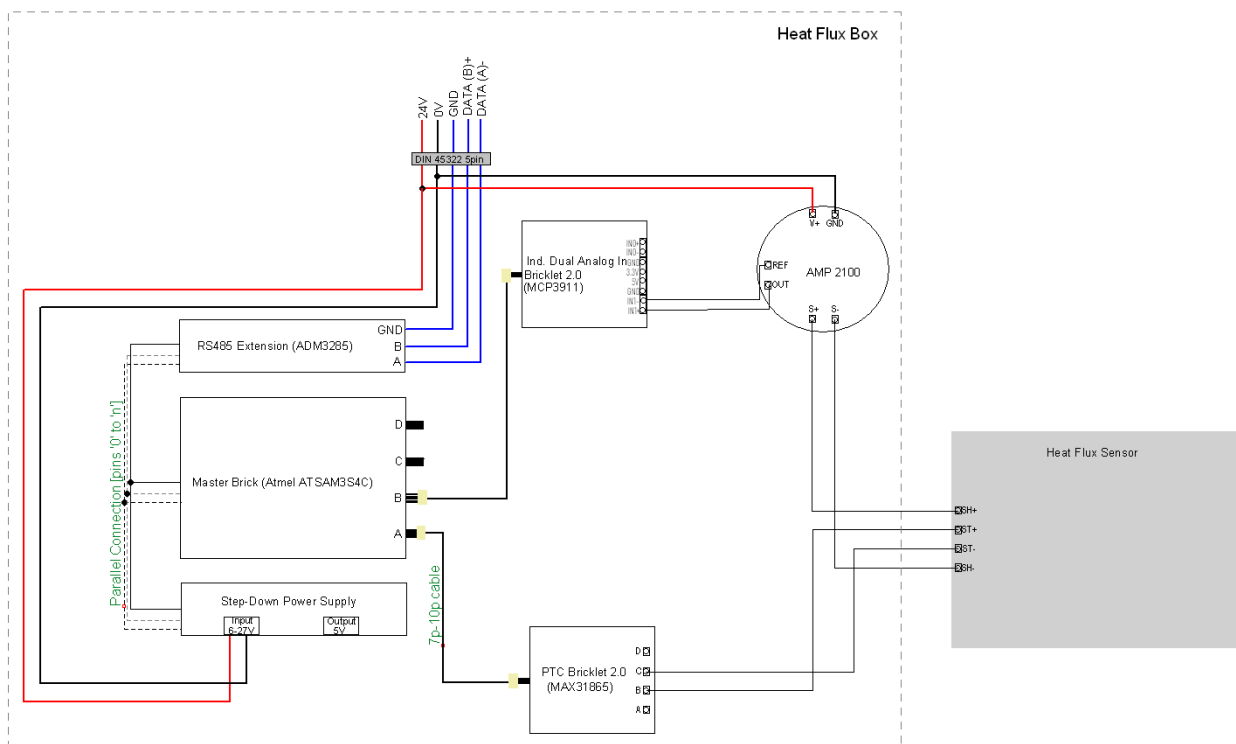 Heat Flux Box
24V
0V
GND
DATA (B)+
DATA (A)-
DIN 45322 5pin
V+ GND
REF
AMP 2100
OUT
S+ S-
Ind. Dual Analog In
Bricklet 2.0
(MCP3911)
IN0+
IN0-
GND
3.3V
5V
GND
IN1-
IN1+
RS485 Extension (ADM3285)
GND
B
A
Parallel Connection [pins '0' to 'n']
Master Brick (Atmel ATSAM3S4C)
D
C
B
A
Step-Down Power Supply
Input
6-27V
Output
5V
7p-10p cable
PTC Bricklet 2.0
(MAX31865)
D
C
B
A
Heat Flux Sensor
SH+
ST+
ST-
SH-